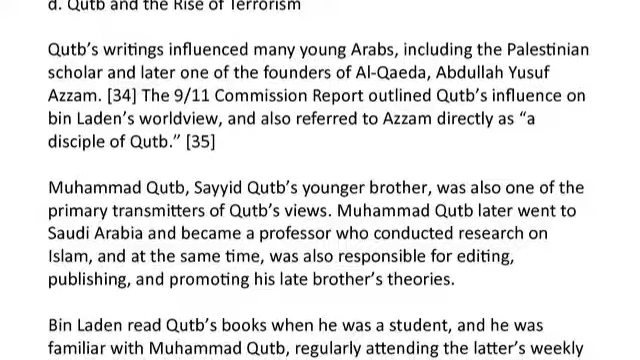 d. Qutb and the Rise of Terrorism
Qutb's writings influenced many young Arabs, including the Palestinian
scholar and later one of the founders of Al-Qaeda, Abdullah Yusuf
Azzam. [34] The 9/11 Commission Report outlined Qutb's influence on
bin Laden's worldview, and also referred to Azzam directly as “a
disciple of Qutb.” [35]
Muhammad Qutb, Sayyid Qutb's younger brother, was also one of the
primary transmitters of Qutb's views. Muhammad Qutb later went to
Saudi Arabia and became a professor who conducted research on
Islam, and at the same time, was also responsible for editing,
publishing, and promoting his late brother's theories.
Bin Laden read Qutb's books when he was a student, and he was
familiar with Muhammad Qutb, regularly attending the latter's weekly